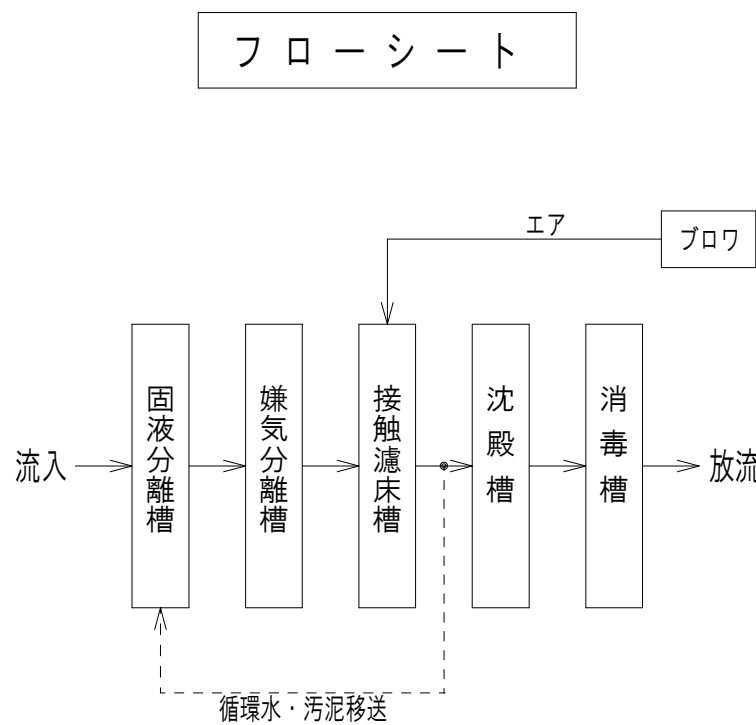 フローシート
エア
ブロワ
流入
固液分離槽
嫌気分離槽
接触濾床槽
沈殿槽
消毒槽
放流
循環水・汚泥移送